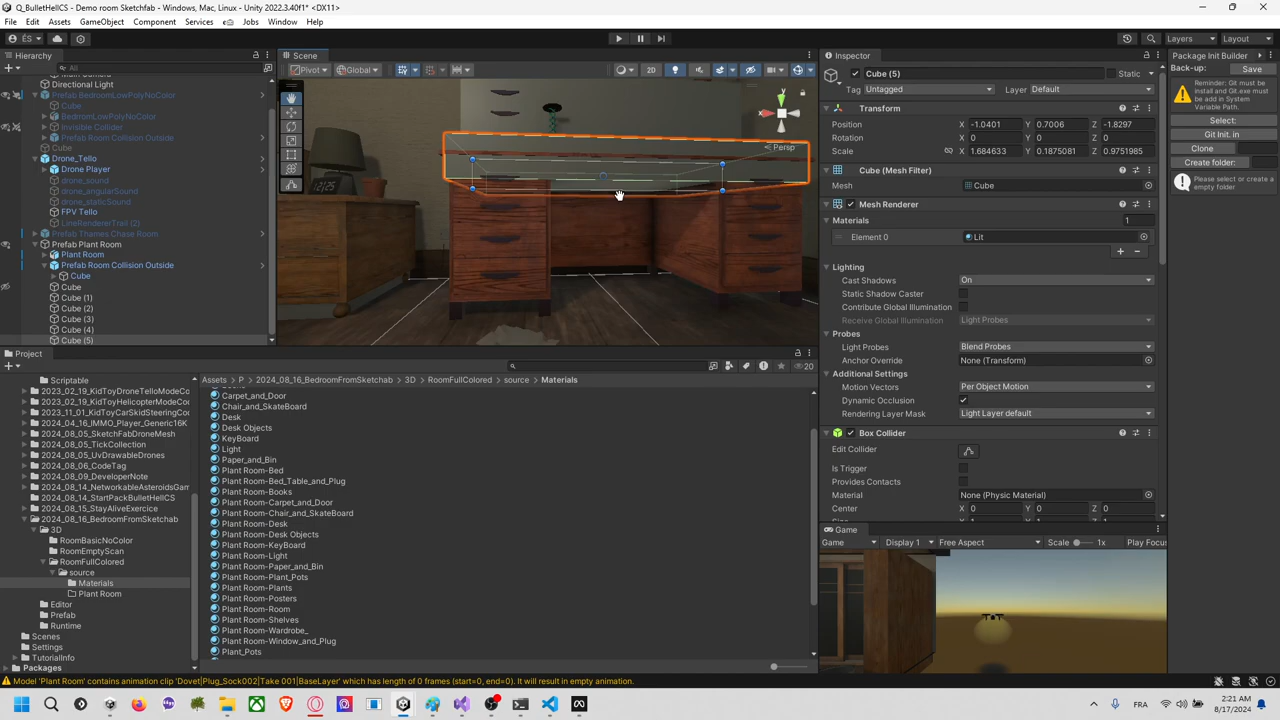 Q_BulletHellCS - Demo room Sketchfab - Windows, Mac, Linux - Unity 2022.3.40f1* <DX11>
File Edit Assets GameObject Component Services Jobs Window Help
ÉS Layers Layout
Hierarchy
All
Directional Light
Prefab BedroomLowPolyNoColor
Cube
BedrromLowPolyNoColor
Invisible Collider
Prefab Room Collision Outside
Cube
Drone_Tello
Drone Player
drone_sound
drone_angularSound
drone_staticSound
FPV Tello
LineRendererTrail (2)
Prefab Thames Chase Room
Prefab Plant Room
Plant Room
Prefab Room Collision Outside
Cube
Cube
Cube (1)
Cube (2)
Cube (3)
Cube (4)
Cube (5)
Scene
Pivot Global 2D
y
Persp
Inspector
Cube (5) Static
Tag Untagged Layer Default
Transform
Position X -1.0401 Y 0.7006 Z -1.8297
Rotation X 0 Y 0 Z 0
Scale X 1.684633 Y 0.1875081 Z 0.9751985
Cube (Mesh Filter)
Mesh Cube
Mesh Renderer
Materials 1
Element 0 Lit
Lighting
Cast Shadows On
Static Shadow Caster
Contribute Global Illumination
Receive Global Illumination Light Probes
Probes
Light Probes Blend Probes
Anchor Override None (Transform)
Additional Settings
Motion Vectors Per Object Motion
Dynamic Occlusion
Rendering Layer Mask Light Layer default
Box Collider
Edit Collider
Is Trigger
Provides Contacts
Material None (Physic Material)
Center X 0 Y 0 Z 0
Package Init Builder
Save
Reminder: Git must be install and Git.exe must be add in System Variable Path.
Select:
Git Init. in
Clone
Create folder:
Please select or create a empty folder
Game
Game Display 1 Free Aspect Scale 1x Play Focus
Project
20
Scriptable
2023_02_19_KidToyDroneTelloModeCo
2023_02_19_KidToyHelicopterModeCoc
2023_11_01_KidToyCarSkidSteeringCoc
2024_04_16_IMMO_Player_Generic16K
2024_08_05_SketchFabDroneMesh
2024_08_05_TickCollection
2024_08_05_UvDrawableDrones
2024_08_06_CodeTag
2024_08_09_DeveloperNote
2024_08_14_NetworkableAsteroidsGam
2024_08_14_StartPackBulletHellCS
2024_08_15_StayAliveExercice
2024_08_16_BedroomFromSketchab
3D
RoomBasicNoColor
RoomEmptyScan
RoomFullColored
source
Materials
Plant Room
Editor
Prefab
Runtime
Scenes
Settings
TutorialInfo
Packages
Assets > P > 2024_08_16_BedroomFromSketchab > 3D > RoomFullColored > source > Materials
Carpet_and_Door
Chair_and_SkateBoard
Desk
Desk Objects
KeyBoard
Light
Paper_and_Bin
Plant Room-Bed
Plant Room-Bed_Table_and_Plug
Plant Room-Books
Plant Room-Carpet_and_Door
Plant Room-Chair_and_SkateBoard
Plant Room-Desk
Plant Room-Desk Objects
Plant Room-KeyBoard
Plant Room-Light
Plant Room-Paper_and_Bin
Plant Room-Plant_Pots
Plant Room-Plants
Plant Room-Posters
Plant Room-Room
Plant Room-Shelves
Plant Room-Wardrobe_
Plant Room-Window_and_Plug
Plant_Pots
Model 'Plant Room' contains animation clip 'Dovet|Plug_Sock002|Take 001|BaseLayer' which has length of 0 frames (start=0, end=0). It will result in empty animation.
FRA 2:21 AM
8/17/2024